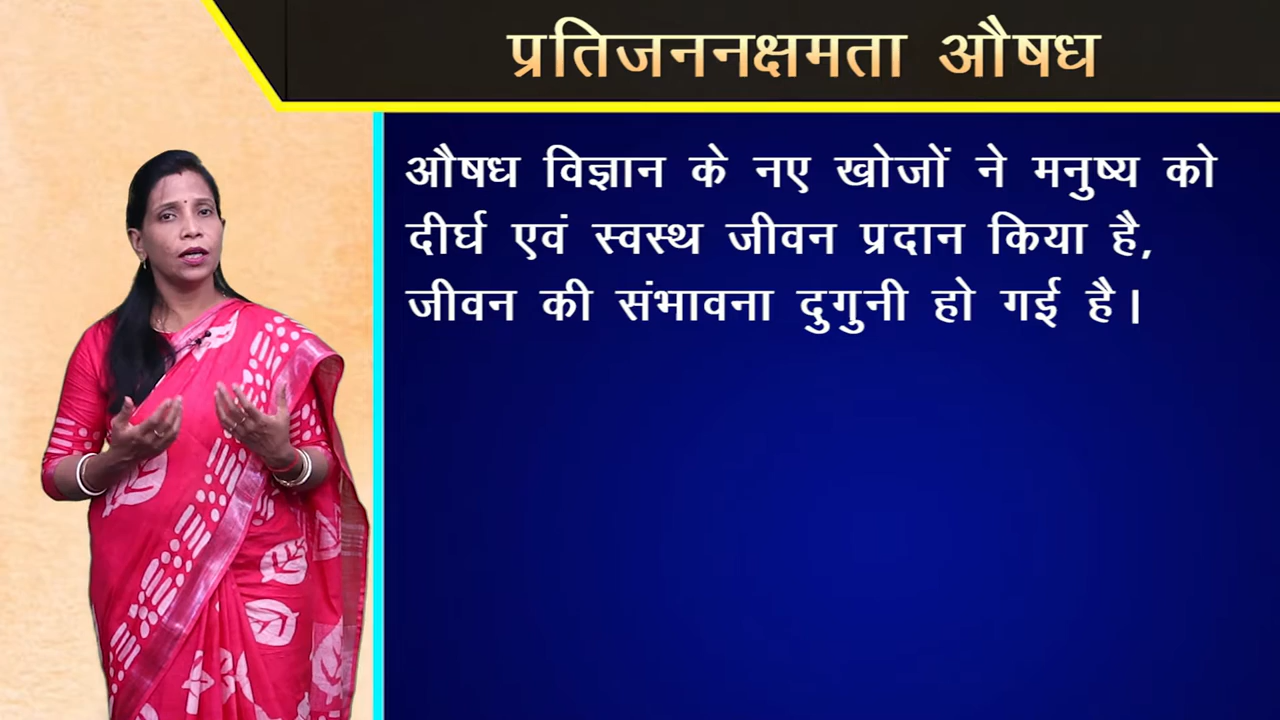 प्रतिजननक्षमता औषध
औषध विज्ञान के नए खोजों ने मनुष्य को
दीर्घ एवं स्वस्थ जीवन प्रदान किया है,
जीवन की संभावना दुगुनी हो गई है।